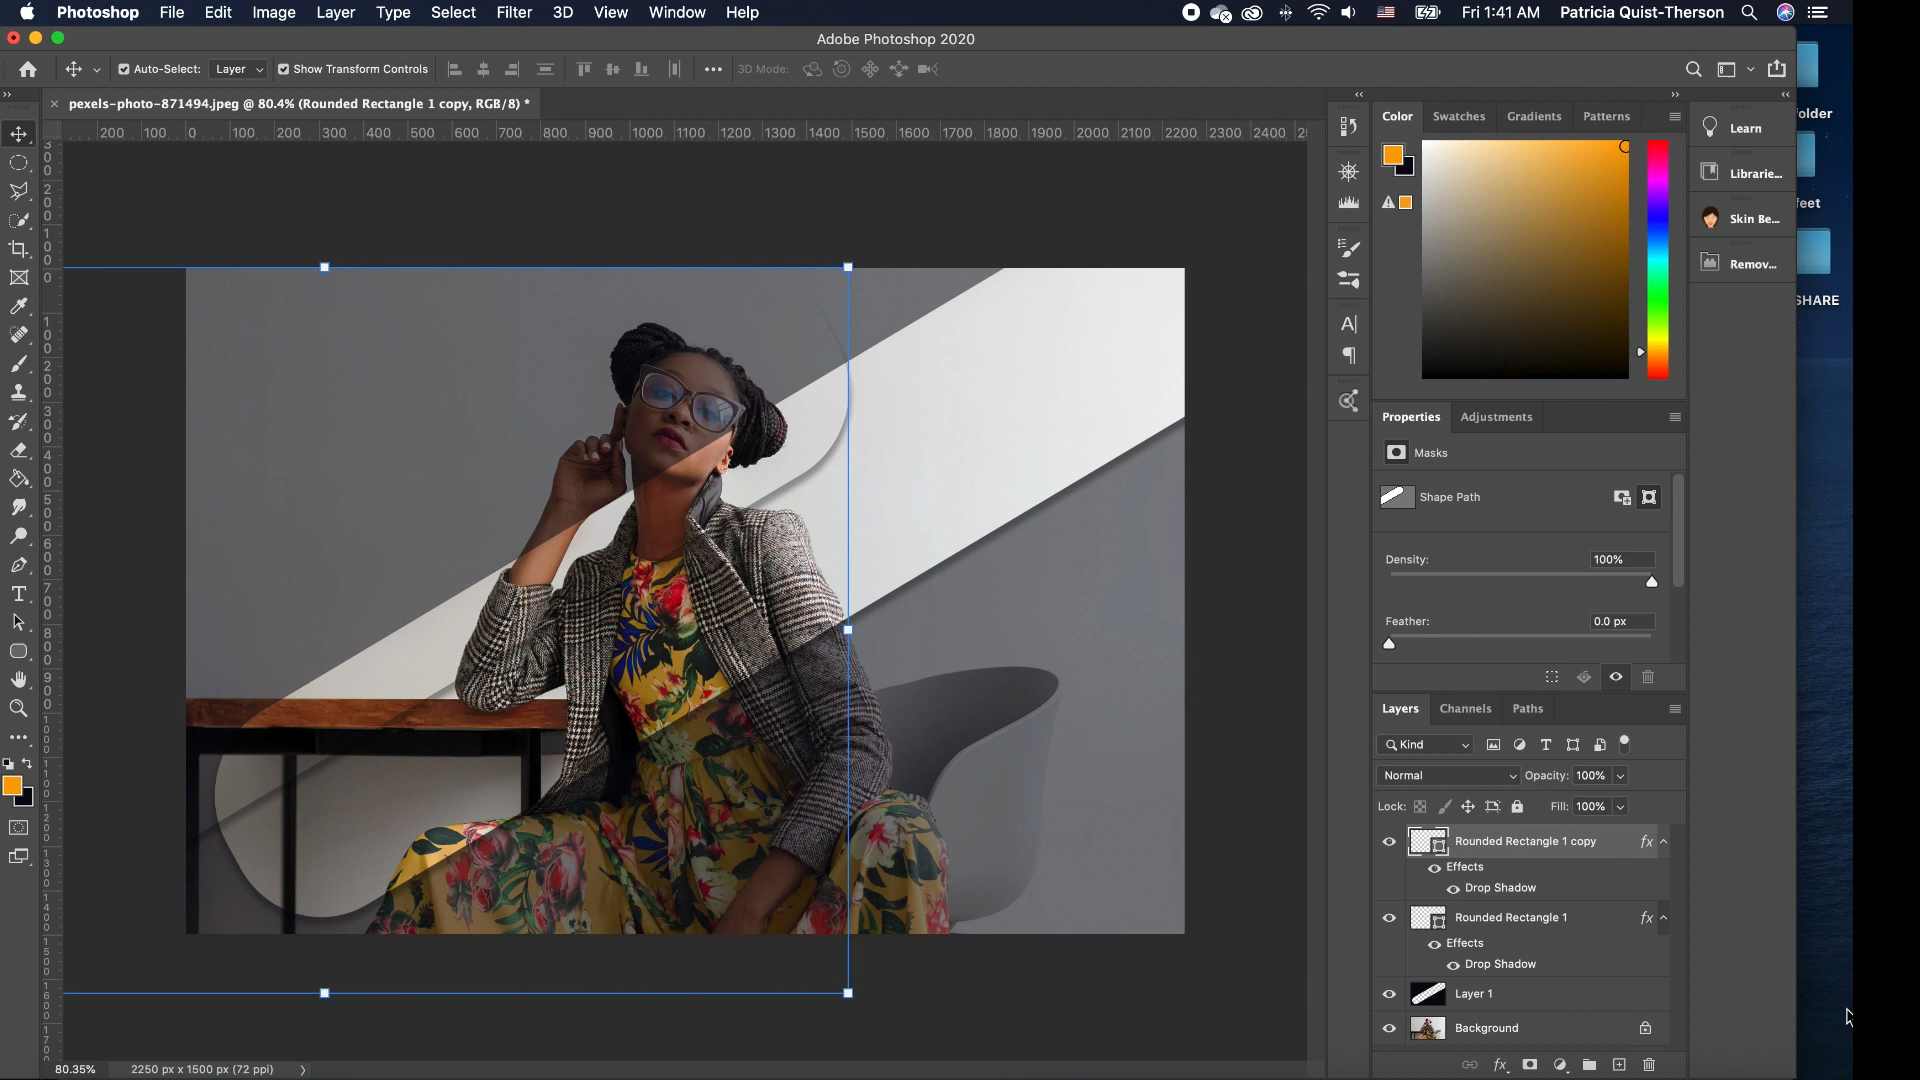 Photoshop File Edit Image Layer Type Select Filter 3D View Window Help Fri 1:41 AM Patricia Quist-Therson
Adobe Photoshop 2020
Auto-Select: Layer Show Transform Controls 3D Mode:
pexels-photo-871494.jpeg @ 80.4% (Rounded Rectangle 1 copy, RGB/8) *
200 100 0 100 200 300 400 500 600 700 800 900 1000 1100 1200 1300 1400 1500 1600 1700 1800 1900 2000 2100 2200 2300 2400
Color Swatches Gradients Patterns
Learn
Librarie...
Skin Be...
Remov...
older
feet
SHARE
Properties Adjustments
Masks
Shape Path
Density: 100%
Feather: 0.0 px
Layers Channels Paths
Kind
Normal Opacity: 100%
Lock: Fill: 100%
Rounded Rectangle 1 copy fx
Effects
Drop Shadow
Rounded Rectangle 1 fx
Effects
Drop Shadow
Layer 1
Background
80.35% 2250 px x 1500 px (72 ppi)